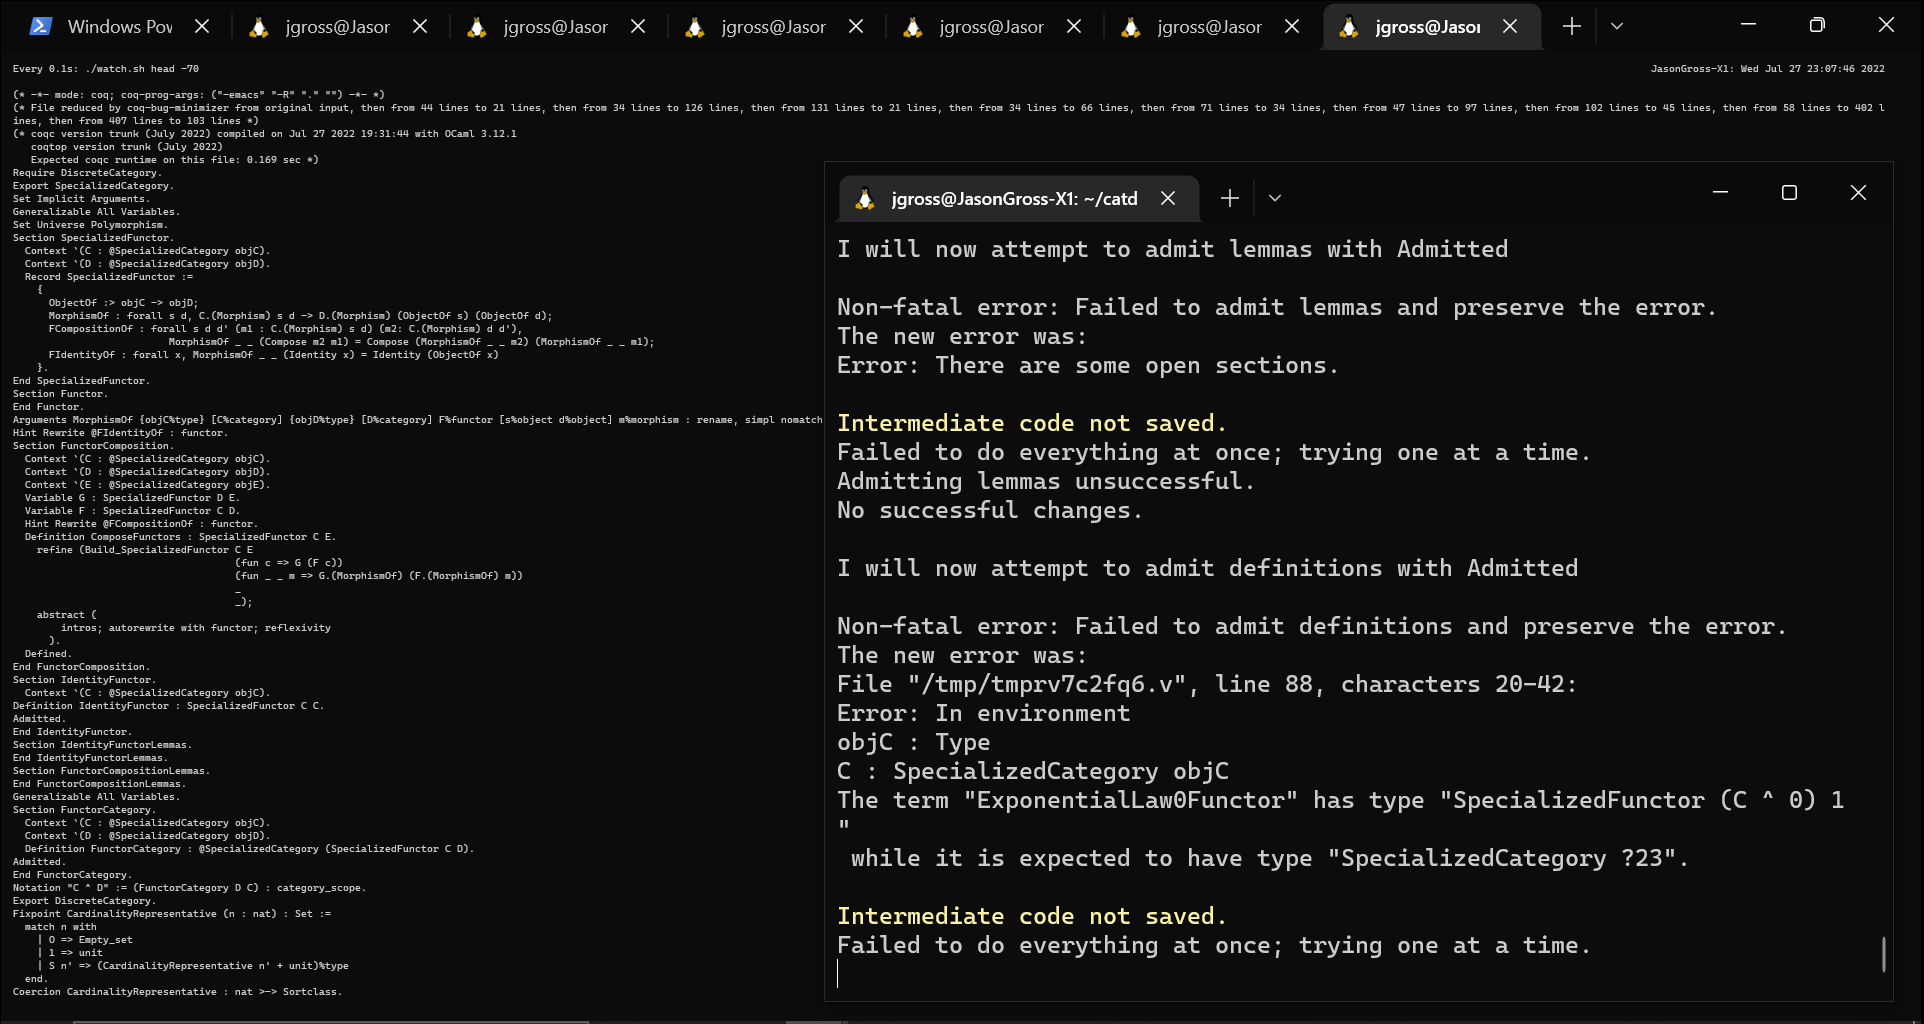 Windows Pov
jgross@Jasor
jgross@Jasor
jgross@Jasor
jgross@Jasor
jgross@Jasor
jgross@Jasor
Every 0.1s: ./watch.sh head -70
JasonGross-X1: Wed Jul 27 23:07:46 2022
(* -*- mode: coq; coq-prog-args: ("-emacs" "-R" "." "") -*- *)
(* File reduced by coq-bug-minimizer from original input, then from 44 lines to 21 lines, then from 34 lines to 126 lines, then from 131 lines to 21 lines, then from 34 lines to 66 lines, then from 71 lines to 34 lines, then from 47 lines to 97 lines, then from 102 lines to 45 lines, then from 58 lines to 402 l
ines, then from 407 lines to 103 lines *)
(* coqc version trunk (July 2022) compiled on Jul 27 2022 19:31:44 with OCaml 3.12.1
   coqtop version trunk (July 2022)
   Expected coqc runtime on this file: 0.169 sec *)
Require DiscreteCategory.
Export SpecializedCategory.
Set Implicit Arguments.
Generalizable All Variables.
Set Universe Polymorphism.
Section SpecializedFunctor.
  Context `(C : @SpecializedCategory objC).
  Context `(D : @SpecializedCategory objD).
  Record SpecializedFunctor :=
    {
      ObjectOf :> objC -> objD;
      MorphismOf : forall s d, C.(Morphism) s d -> D.(Morphism) (ObjectOf s) (ObjectOf d);
      FCompositionOf : forall s d d' (m1 : C.(Morphism) s d) (m2: C.(Morphism) d d'),
                          MorphismOf _ _ (Compose m2 m1) = Compose (MorphismOf _ _ m2) (MorphismOf _ _ m1);
      FIdentityOf : forall x, MorphismOf _ _ (Identity x) = Identity (ObjectOf x)
    }.
End SpecializedFunctor.
Section Functor.
End Functor.
Arguments MorphismOf {objC%type} [C%category] {objD%type} [D%category] F%functor [s%object d%object] m%morphism : rename, simpl nomatch
Hint Rewrite @FIdentityOf : functor.
Section FunctorComposition.
  Context `(C : @SpecializedCategory objC).
  Context `(D : @SpecializedCategory objD).
  Context `(E : @SpecializedCategory objE).
  Variable G : SpecializedFunctor D E.
  Variable F : SpecializedFunctor C D.
  Hint Rewrite @FCompositionOf : functor.
  Definition ComposeFunctors : SpecializedFunctor C E.
    refine (Build_SpecializedFunctor C E
                                     (fun c => G (F c))
                                     (fun _ _ m => G.(MorphismOf) (F.(MorphismOf) m))
                                     _
                                     _);
    abstract (
        intros; autorewrite with functor; reflexivity
      ).
  Defined.
End FunctorComposition.
Section IdentityFunctor.
  Context `(C : @SpecializedCategory objC).
Definition IdentityFunctor : SpecializedFunctor C C.
Admitted.
End IdentityFunctor.
Section IdentityFunctorLemmas.
End IdentityFunctorLemmas.
Section FunctorCompositionLemmas.
End FunctorCompositionLemmas.
Generalizable All Variables.
Section FunctorCategory.
  Context `(C : @SpecializedCategory objC).
  Context `(D : @SpecializedCategory objD).
  Definition FunctorCategory : @SpecializedCategory (SpecializedFunctor C D).
Admitted.
End FunctorCategory.
Notation "C ^ D" := (FunctorCategory D C) : category_scope.
Export DiscreteCategory.
Fixpoint CardinalityRepresentative (n : nat) : Set :=
  match n with
    | O => Empty_set
    | 1 => unit
    | S n' => (CardinalityRepresentative n' + unit)%type
  end.
Coercion CardinalityRepresentative : nat >-> Sortclass.
jgross@JasonGross-X1: ~/catd
I will now attempt to admit lemmas with Admitted
Non-fatal error: Failed to admit lemmas and preserve the error.
The new error was:
Error: There are some open sections.
Intermediate code not saved.
Failed to do everything at once; trying one at a time.
Admitting lemmas unsuccessful.
No successful changes.
I will now attempt to admit definitions with Admitted
Non-fatal error: Failed to admit definitions and preserve the error.
The new error was:
File "/tmp/tmprv7c2fq6.v", line 88, characters 20-42:
Error: In environment
objC : Type
C : SpecializedCategory objC
The term "ExponentialLaw0Functor" has type "SpecializedFunctor (C ^ 0) 1
"
 while it is expected to have type "SpecializedCategory ?23".
Intermediate code not saved.
Failed to do everything at once; trying one at a time.